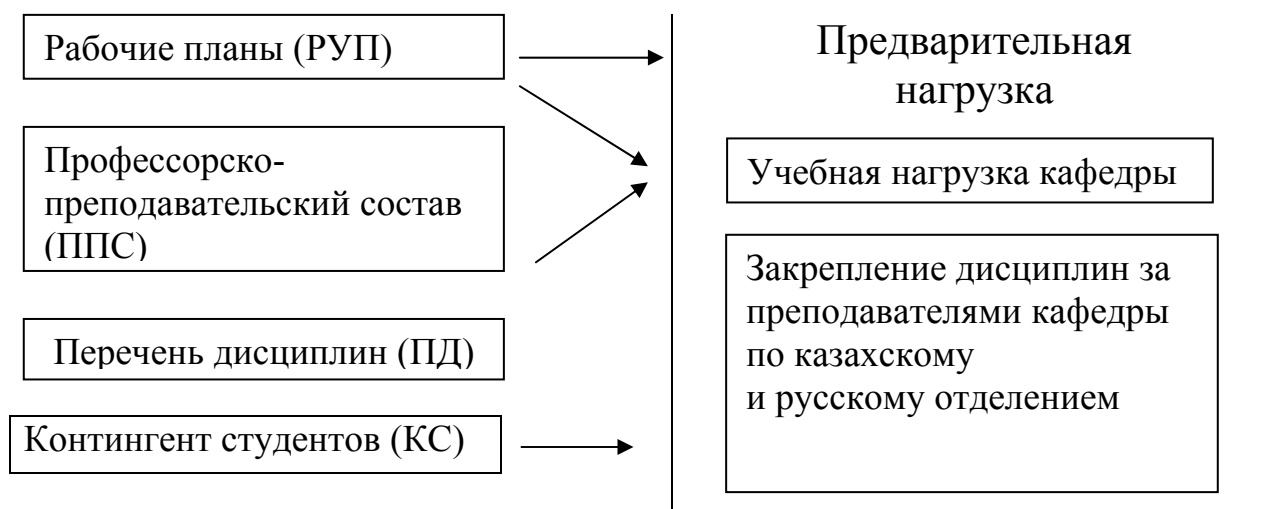 Рабочие планы (РУП)
Профессорско-
преподавательский состав
(ППС)
Перечень дисциплин (ПД)
Контингент студентов (КС)
Предварительная
нагрузка
Учебная нагрузка кафедры
Закрепление дисциплин за
преподавателями кафедры
по казахскому
и русскому отделением